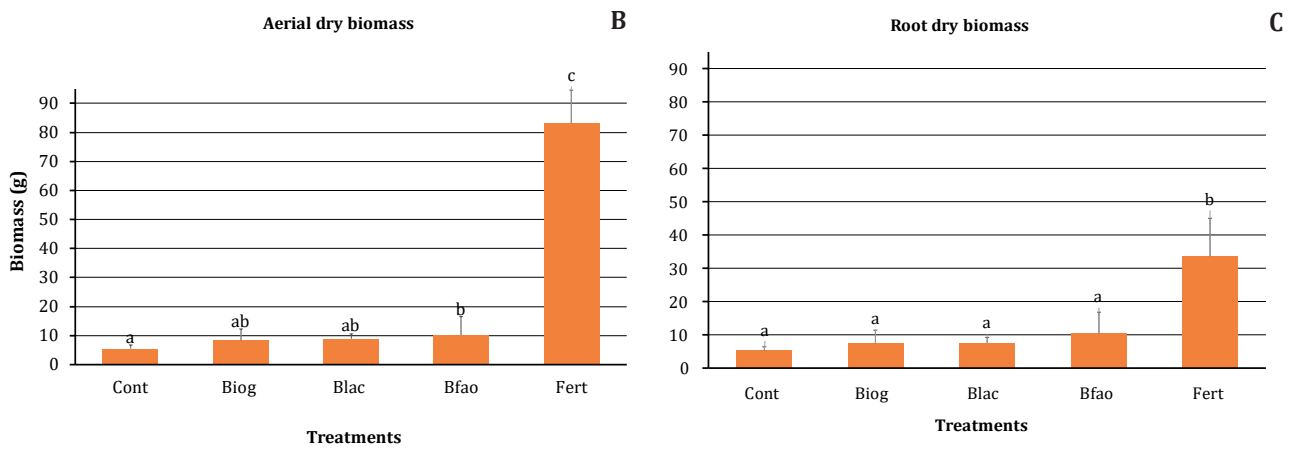 Aerial dry biomass
B
Biomass (g)
90
80
70
60
50
40
30
20
10
0
a
ab
ab
b
c
Cont Biog Blac Bfao Fert
Treatments
Root dry biomass
C
90
80
70
60
50
40
30
20
10
0
a
a
a
a
b
Cont Biog Blac Bfao Fert
Treatments